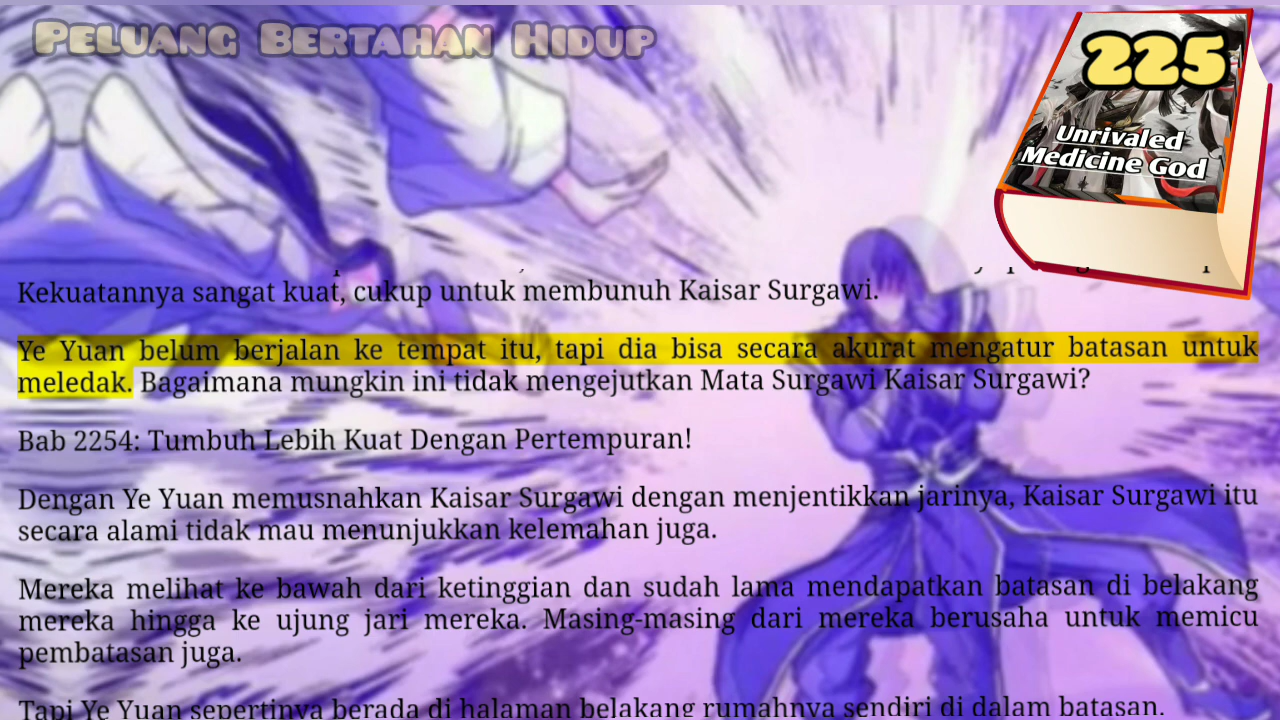 Peluang Bertahan Hidup
225
Unrivaled
Medicine God
Kekuatannya sangat kuat, cukup untuk membunuh Kaisar Surgawi.
Ye Yuan belum berjalan ke tempat itu, tapi dia bisa secara akurat mengatur batasan untuk
meledak. Bagaimana mungkin ini tidak mengejutkan Mata Surgawi Kaisar Surgawi?
Bab 2254: Tumbuh Lebih Kuat Dengan Pertempuran!
Dengan Ye Yuan memusnahkan Kaisar Surgawi dengan menjentikkan jarinya, Kaisar Surgawi itu
secara alami tidak mau menunjukkan kelemahan juga.
Mereka melihat ke bawah dari ketinggian dan sudah lama mendapatkan batasan di belakang
mereka hingga ke ujung jari mereka. Masing-masing dari mereka berusaha untuk memicu
pembatasan juga.
Tapi Ye Yuan sepertinya berada di halaman belakang rumahnya sendiri di dalam batasan.